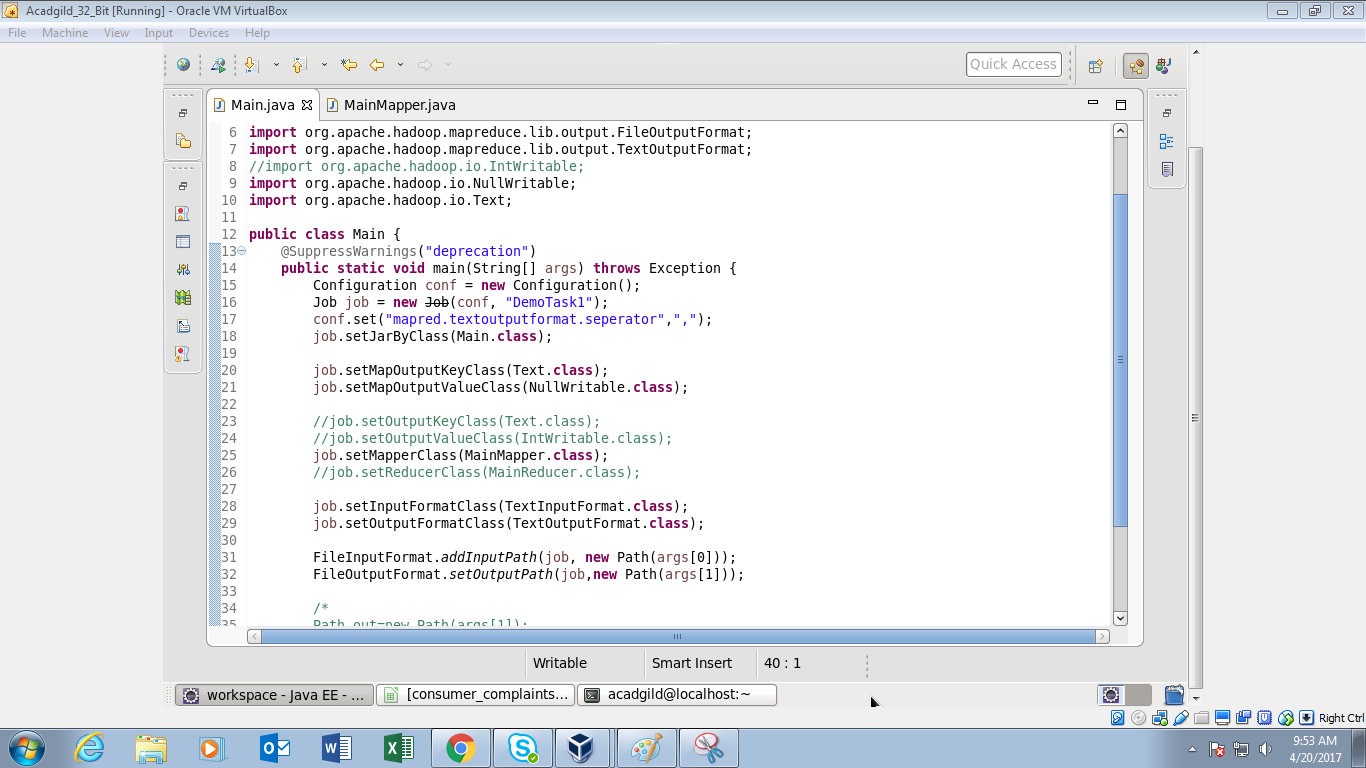 Acadgild_32_Bit [Running] - Oracle VM VirtualBox
File Machine View Input Devices Help
Quick Access
Main.java MainMapper.java
6 import org.apache.hadoop.mapreduce.lib.output.FileOutputFormat;
7 import org.apache.hadoop.mapreduce.lib.output.TextOutputFormat;
8 //import org.apache.hadoop.io.IntWritable;
9 import org.apache.hadoop.io.NullWritable;
10 import org.apache.hadoop.io.Text;
11
12 public class Main {
13 @SuppressWarnings("deprecation")
14 public static void main(String[] args) throws Exception {
15 Configuration conf = new Configuration();
16 Job job = new Job(conf, "DemoTask1");
17 conf.set("mapred.textoutputformat.seperator",",");
18 job.setJarByClass(Main.class);
19
20 job.setMapOutputKeyClass(Text.class);
21 job.setMapOutputValueClass(NullWritable.class);
22
23 //job.setOutputKeyClass(Text.class);
24 //job.setOutputValueClass(IntWritable.class);
25 job.setMapperClass(MainMapper.class);
26 //job.setReducerClass(MainReducer.class);
27
28 job.setInputFormatClass(TextInputFormat.class);
29 job.setOutputFormatClass(TextOutputFormat.class);
30
31 FileInputFormat.addInputPath(job, new Path(args[0]));
32 FileOutputFormat.setOutputPath(job,new Path(args[1]));
33
34 /*
35 Path out=new Path(args[1]);
Writable Smart Insert 40 : 1
workspace - Java EE - ... [consumer_complaints... acadgild@localhost:~
Right Ctrl
9:53 AM
4/20/2017